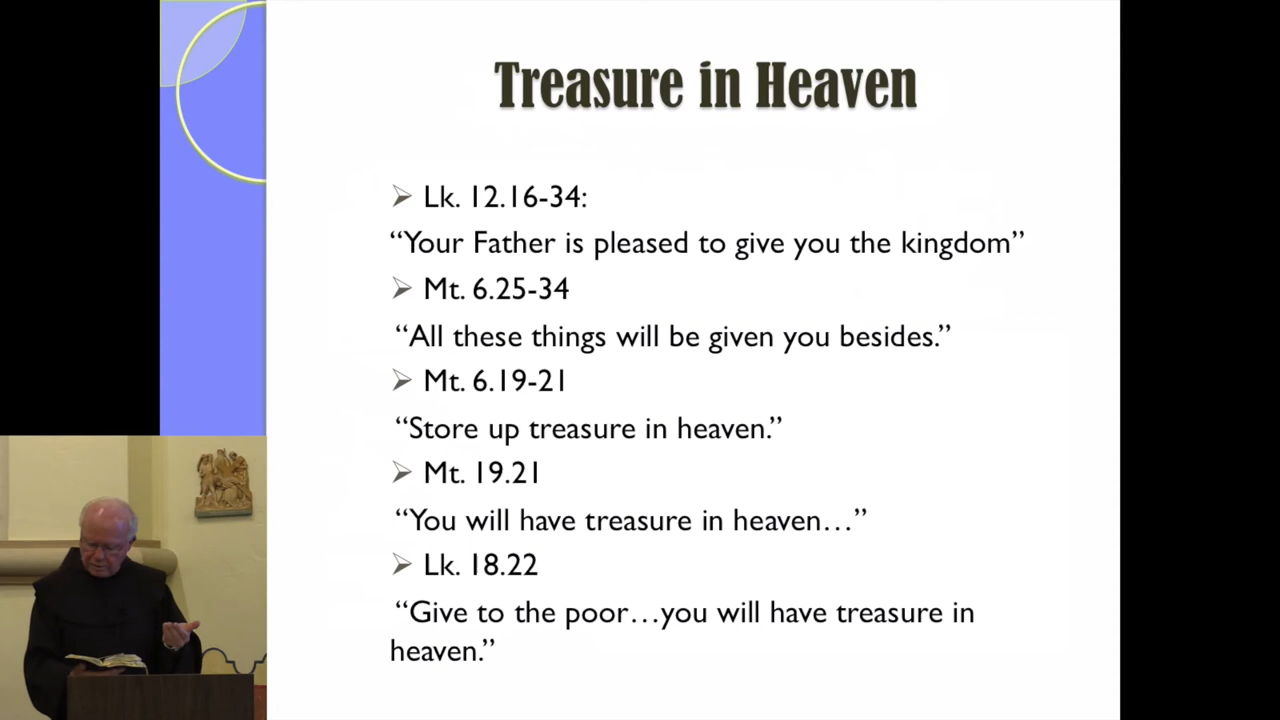 Treasure in Heaven
Lk. 12.16-34:
“Your Father is pleased to give you the kingdom”
Mt. 6.25-34
“All these things will be given you besides.”
Mt. 6.19-21
“Store up treasure in heaven.”
Mt. 19.21
“You will have treasure in heaven…”
Lk. 18.22
“Give to the poor…you will have treasure in
heaven.”